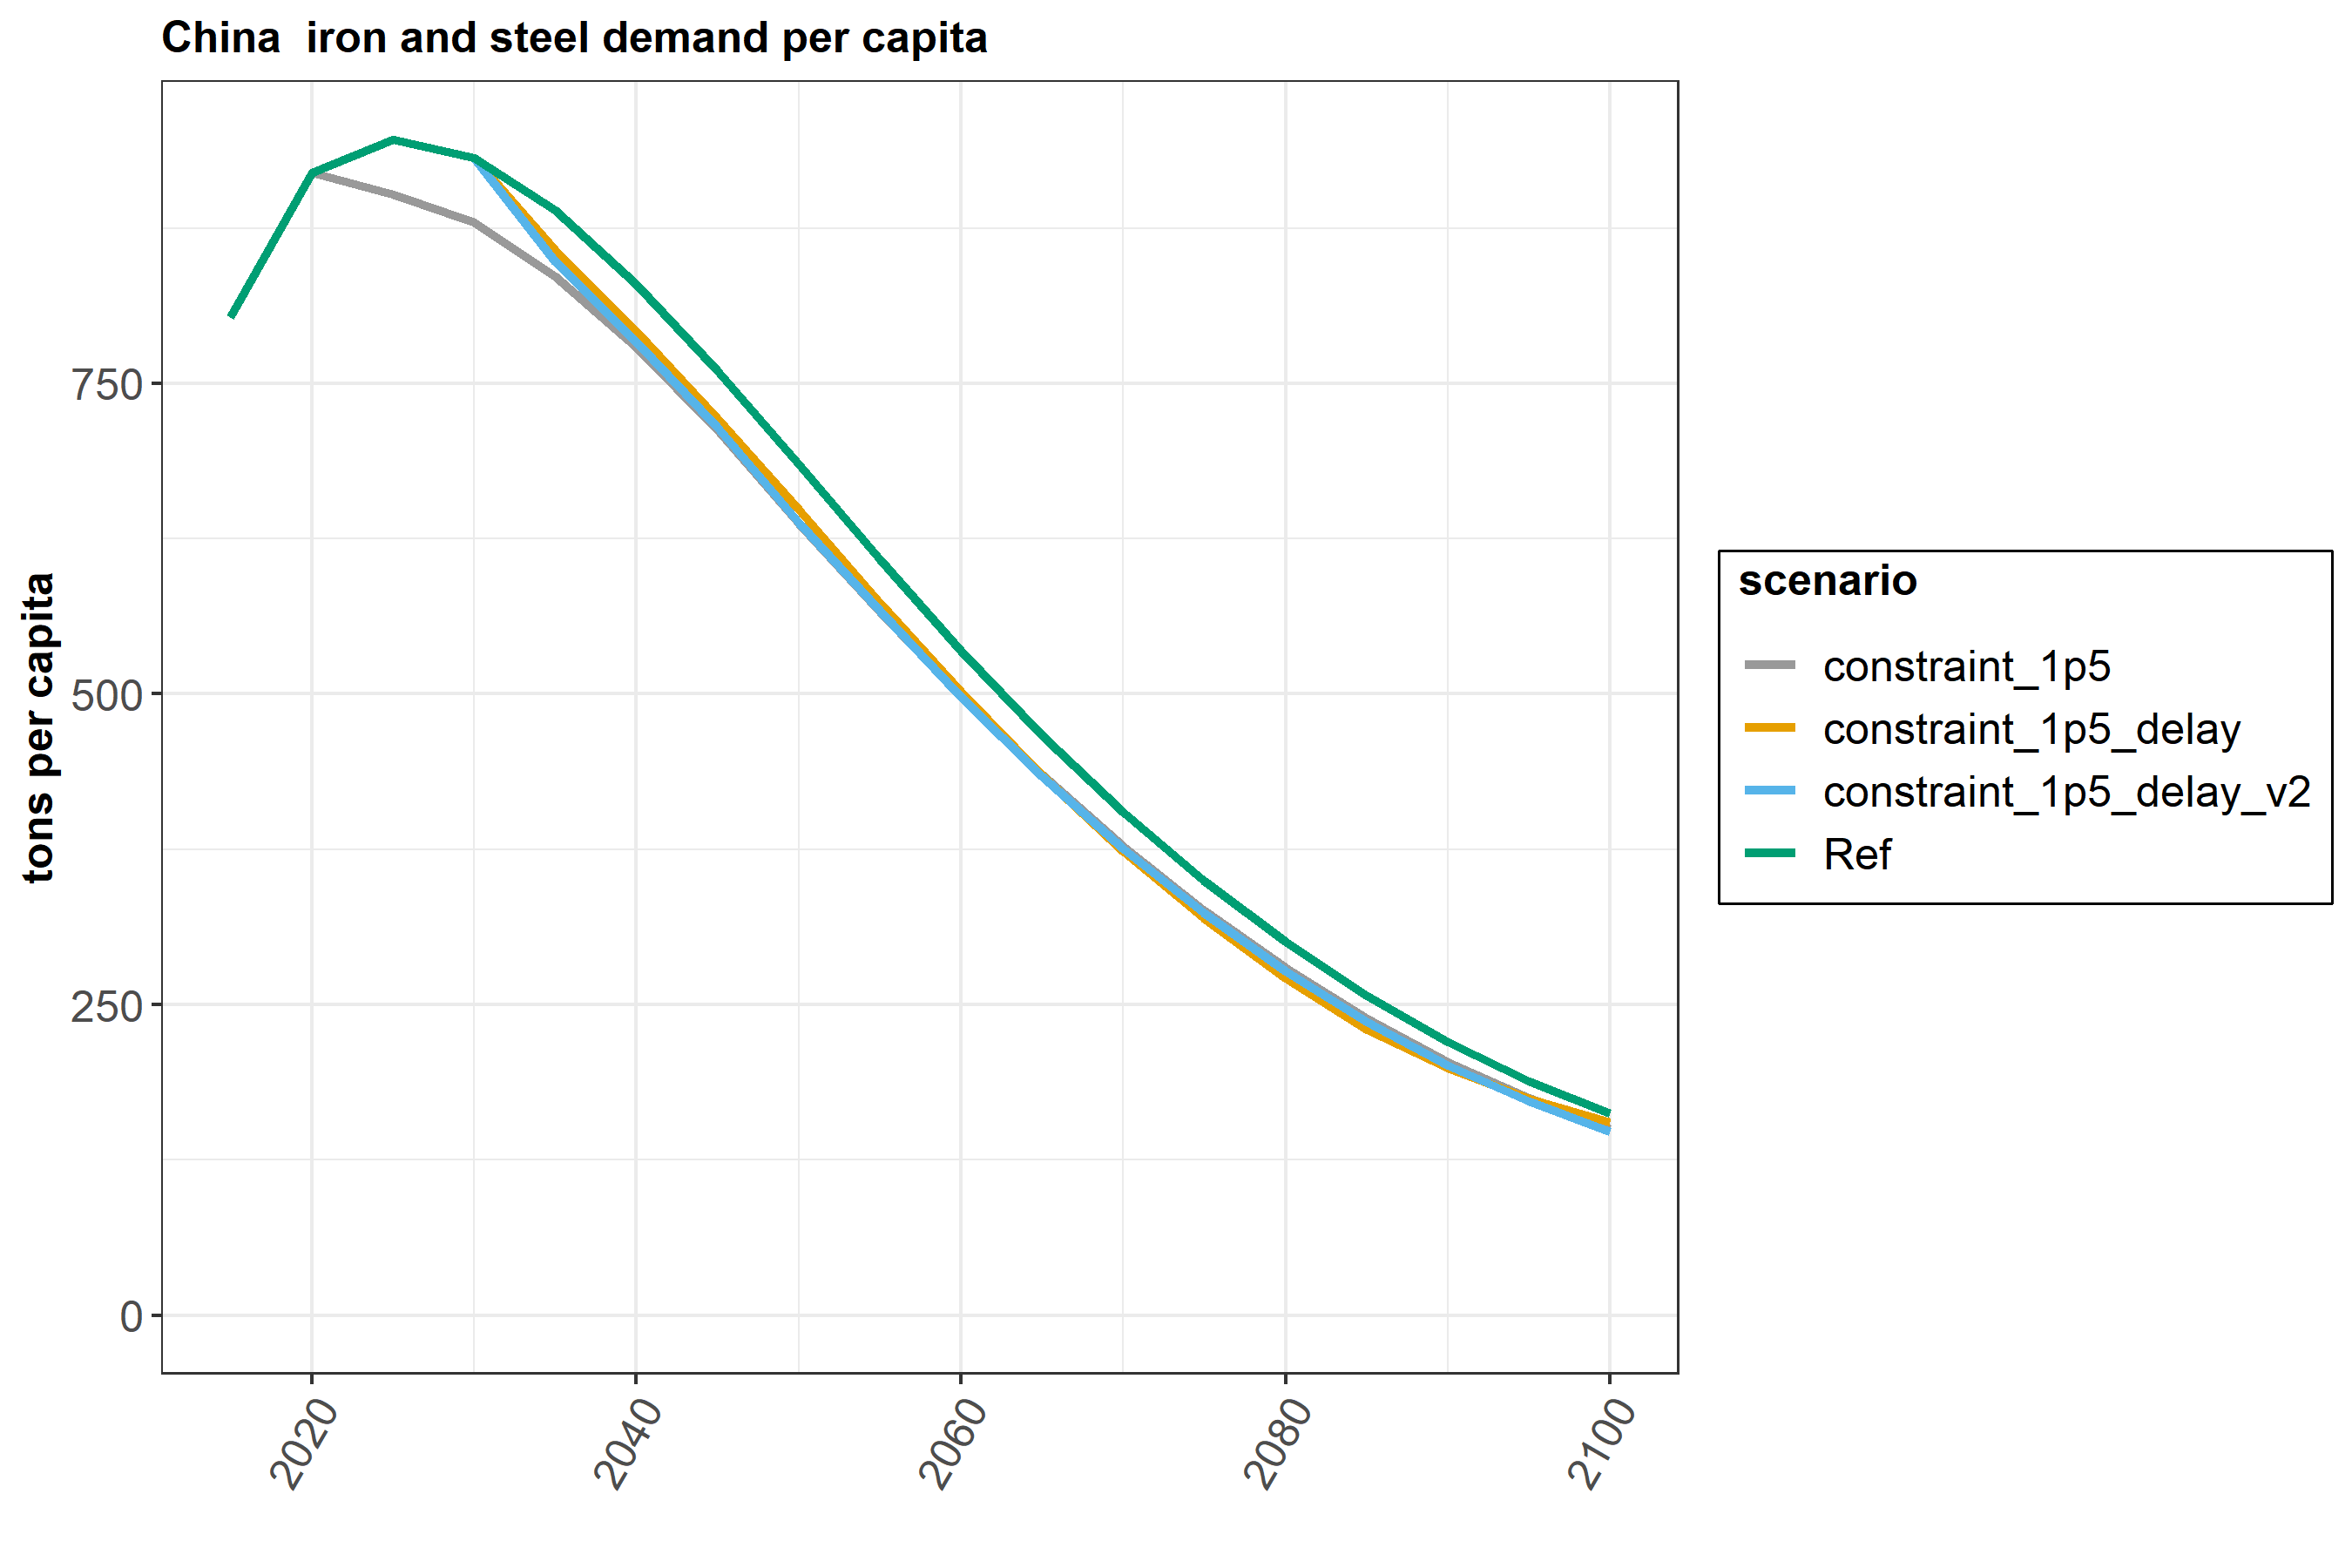 China  iron and steel demand per capita
tons per capita
750
500
250
0
2020
2040
2060
2080
2100
scenario
constraint_1p5
constraint_1p5_delay
constraint_1p5_delay_v2
Ref